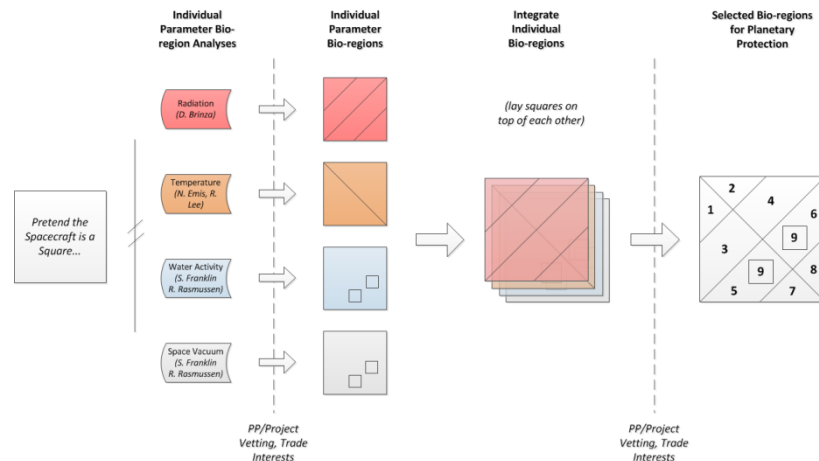 Individual
Parameter Bio-
region Analyses
Individual
Parameter
Bio-regions
Integrate
Individual
Bio-regions
Selected Bio-regions
for Planetary
Protection
Radiation
(D. Brinza)
(lay squares on
top of each other)
Temperature
(N. Emis, R.
Lee)
Pretend the
Spacecraft is a
Square...
Water Activity
(S. Franklin
R. Rasmussen)
Space Vacuum
(S. Franklin
R. Rasmussen)
1
2
4
6
3
9
9
8
5
7
PP/Project
Vetting, Trade
Interests
PP/Project
Vetting, Trade
Interests